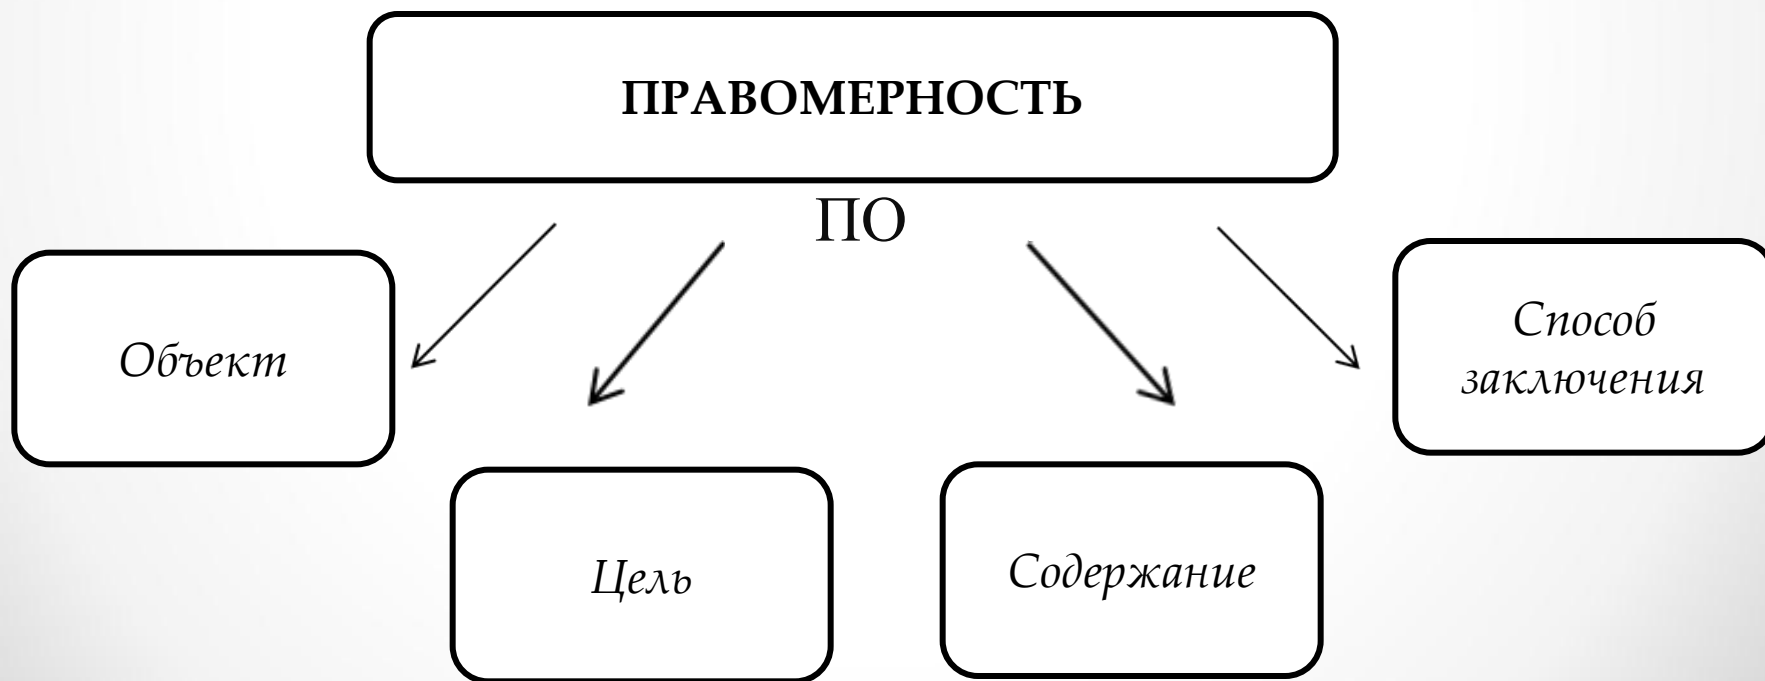 ПРАВОМЕРНОСТЬ
ПО
Объект
Цель
Содержание
Способ
заключения